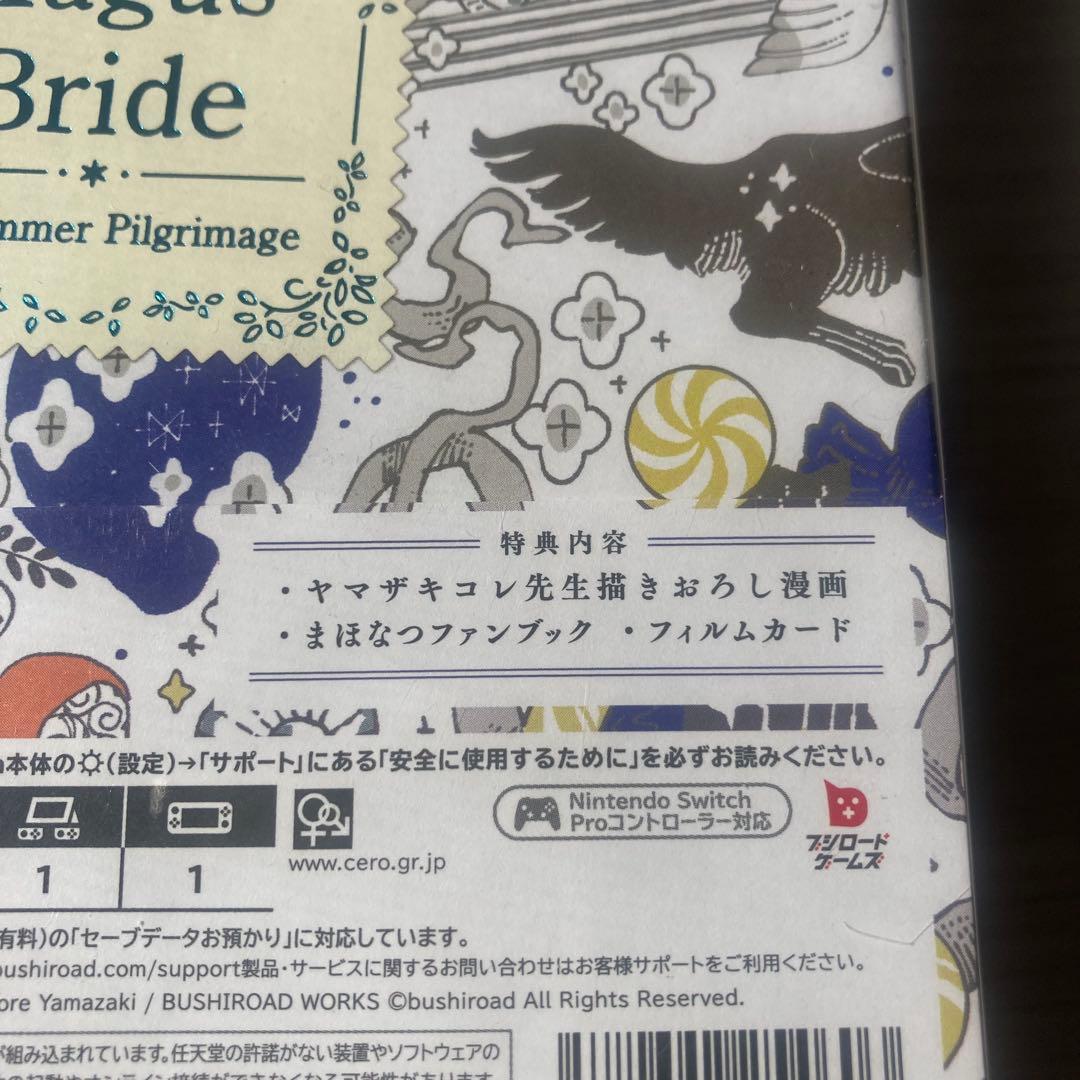 Bride
mmer Pilgrimage
特典内容
・ヤマザキコレ先生描きおろし漫画
・まほなつファンブック ・フィルムカード
本体の(設定)→「サポート」にある「安全に使用するために」を必ずお読みください。
1
1
www.cero.gr.jp
Nintendo Switch
Proコントローラー対応
ブシロード
ゲームズ
有料)の「セーブデータお預かり」に対応しています。
bushiroad.com/support製品・サービスに関するお問い合わせはお客様サポートをご利用ください。
ore Yamazaki / BUSHIROAD WORKS ©bushiroad All Rights Reserved.
が組み込まれています。任天堂の許諾がない装置やソフトウェアの